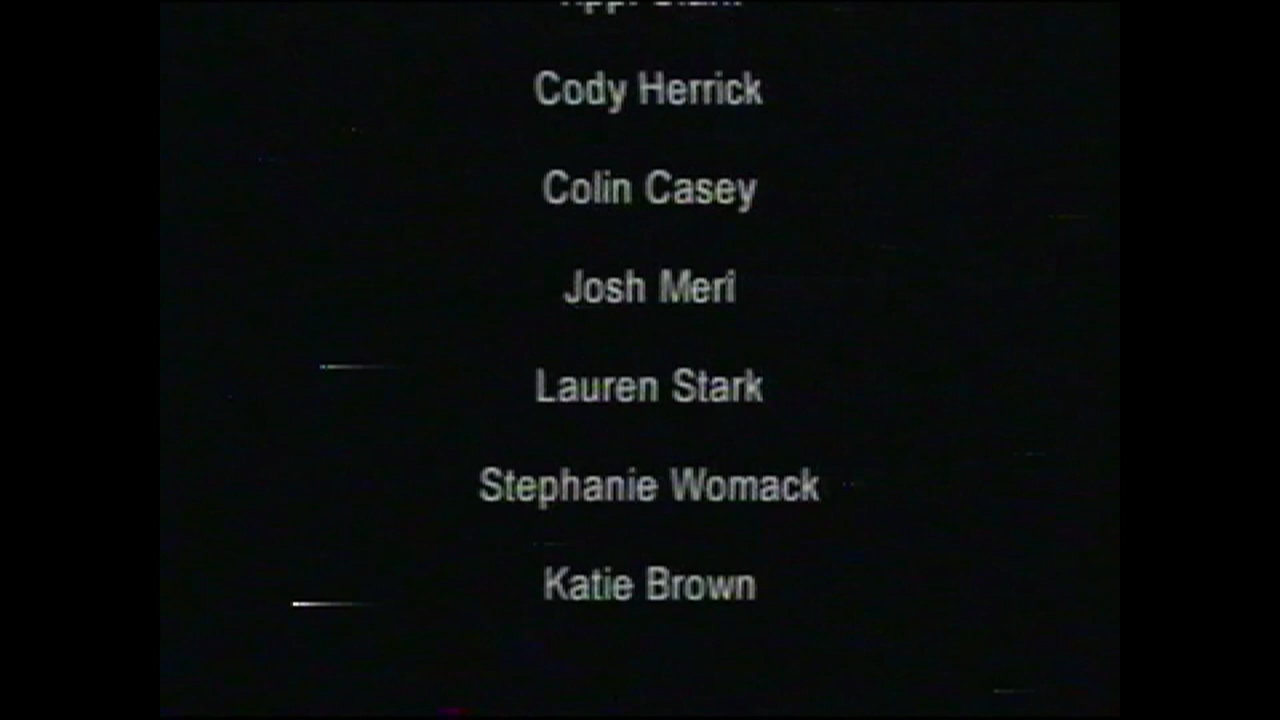 Cody Herrick
Colin Casey
Josh Meri
Lauren Stark
Stephanie Womack
Katie Brown